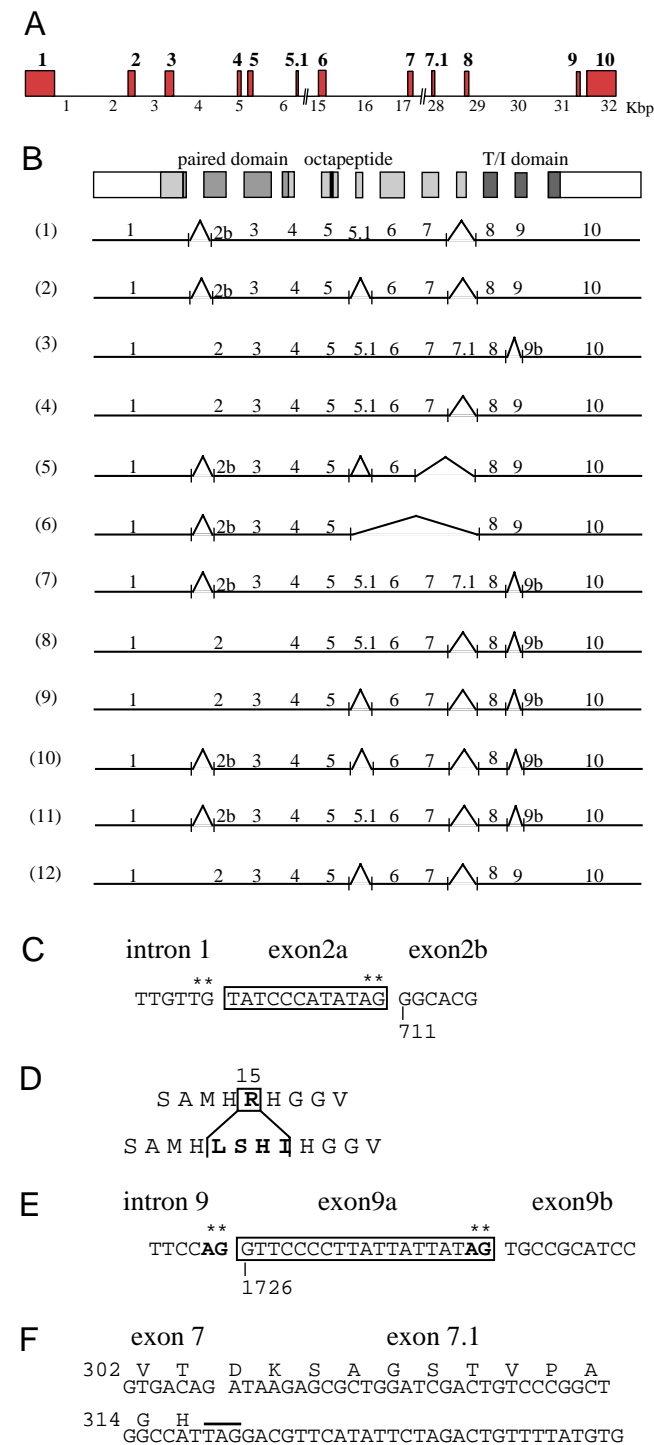 A
1 2 3 4 5 5.1 6 7 7.1 8 9 10
1 2 3 4 5 6 15 16 17 28 29 30 31 32 Kbp
B
paired domain octapeptide T/I domain
(1) 1 2b 3 4 5 5.1 6 7 8 9 10
(2) 1 2b 3 4 5 6 7 8 9 10
(3) 1 2 3 4 5 5.1 6 7 7.1 8 9b 10
(4) 1 2 3 4 5 5.1 6 7 8 9 10
(5) 1 2b 3 4 5 6 8 9 10
(6) 1 2b 3 4 5 8 9 10
(7) 1 2b 3 4 5 5.1 6 7 7.1 8 9b 10
(8) 1 2 4 5 5.1 6 7 8 9b 10
(9) 1 2 3 4 5 6 7 8 9b 10
(10) 1 2b 3 4 5 6 7 8 9b 10
(11) 1 2b 3 4 5 5.1 6 7 8 9b 10
(12) 1 2 3 4 5 6 7 8 9 10
C
intron 1 exon2a exon2b
** **
TTGTTG TATCCCATATAG GGCACG
711
D
15
S A M H R H G G V
S A M H L S H I H G G V
E
intron 9 exon9a exon9b
** **
TTCCAG GTTCCCCTTATTATTATAG TGCCGCATCC
1726
F
exon 7 exon 7.1
302 V T D K S A G S T V P A
GTGACAG ATAAGAGCGCTGGATCGACTGTCCCGGCT
314 G H
GGCCATTAGGACGTTCATATTCTAGACTGTTTTATGTG